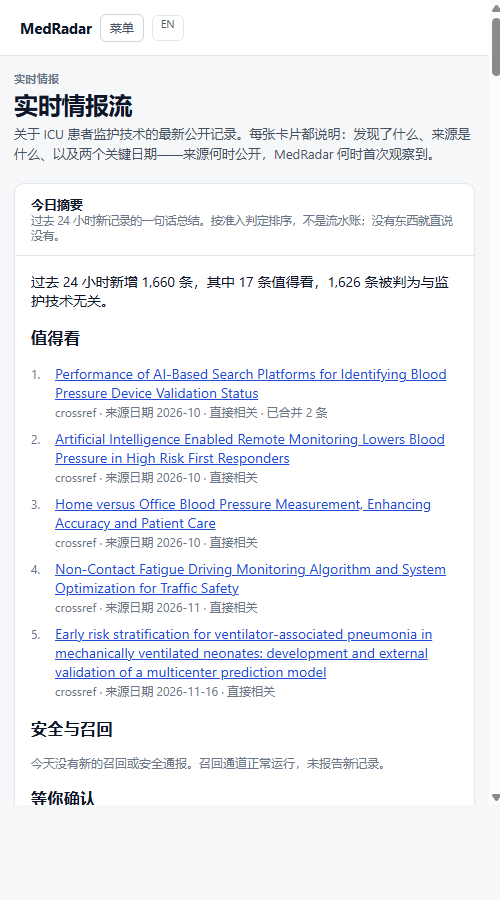 MedRadar 菜单 EN
实时情报
实时情报流
关于 ICU 患者监护技术的最新公开记录。每张卡片都说明：发现了什么、来源是
什么、以及两个关键日期——来源何时公开，MedRadar 何时首次观察到。
今日摘要
过去 24 小时新记录的一句话总结。按准入判定排序，不是流水账；没有东西就直说
没有。
过去 24 小时新增 1,660 条，其中 17 条值得看，1,626 条被判为与监
护技术无关。
值得看
1. Performance of AI-Based Search Platforms for Identifying Blood
Pressure Device Validation Status
crossref · 来源日期 2026-10 · 直接相关 · 已合并 2 条
2. Artificial Intelligence Enabled Remote Monitoring Lowers Blood
Pressure in High Risk First Responders
crossref · 来源日期 2026-10 · 直接相关
3. Home versus Office Blood Pressure Measurement, Enhancing
Accuracy and Patient Care
crossref · 来源日期 2026-10 · 直接相关
4. Non-Contact Fatigue Driving Monitoring Algorithm and System
Optimization for Traffic Safety
crossref · 来源日期 2026-11 · 直接相关
5. Early risk stratification for ventilator-associated pneumonia in
mechanically ventilated neonates: development and external
validation of a multicenter prediction model
crossref · 来源日期 2026-11-16 · 直接相关
安全与召回
今天没有新的召回或安全通报。召回通道正常运行，未报告新记录。
等你确认